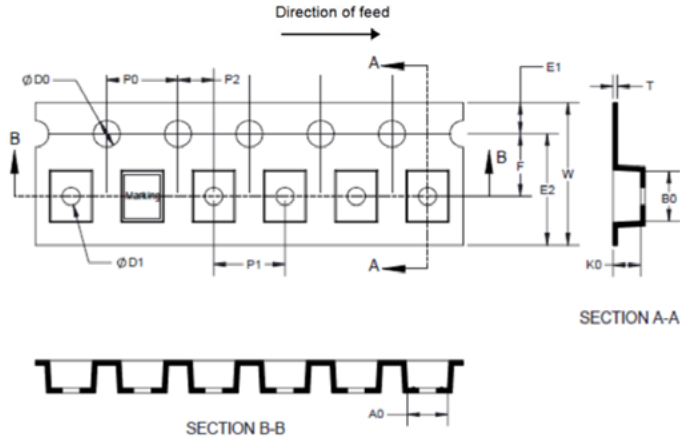 Direction of feed
A
E1
T
ØD0
P0
P2
B
B
F
E2
W
B0
Marking
ØD1
P1
A
K0
SECTION A-A
A0
SECTION B-B